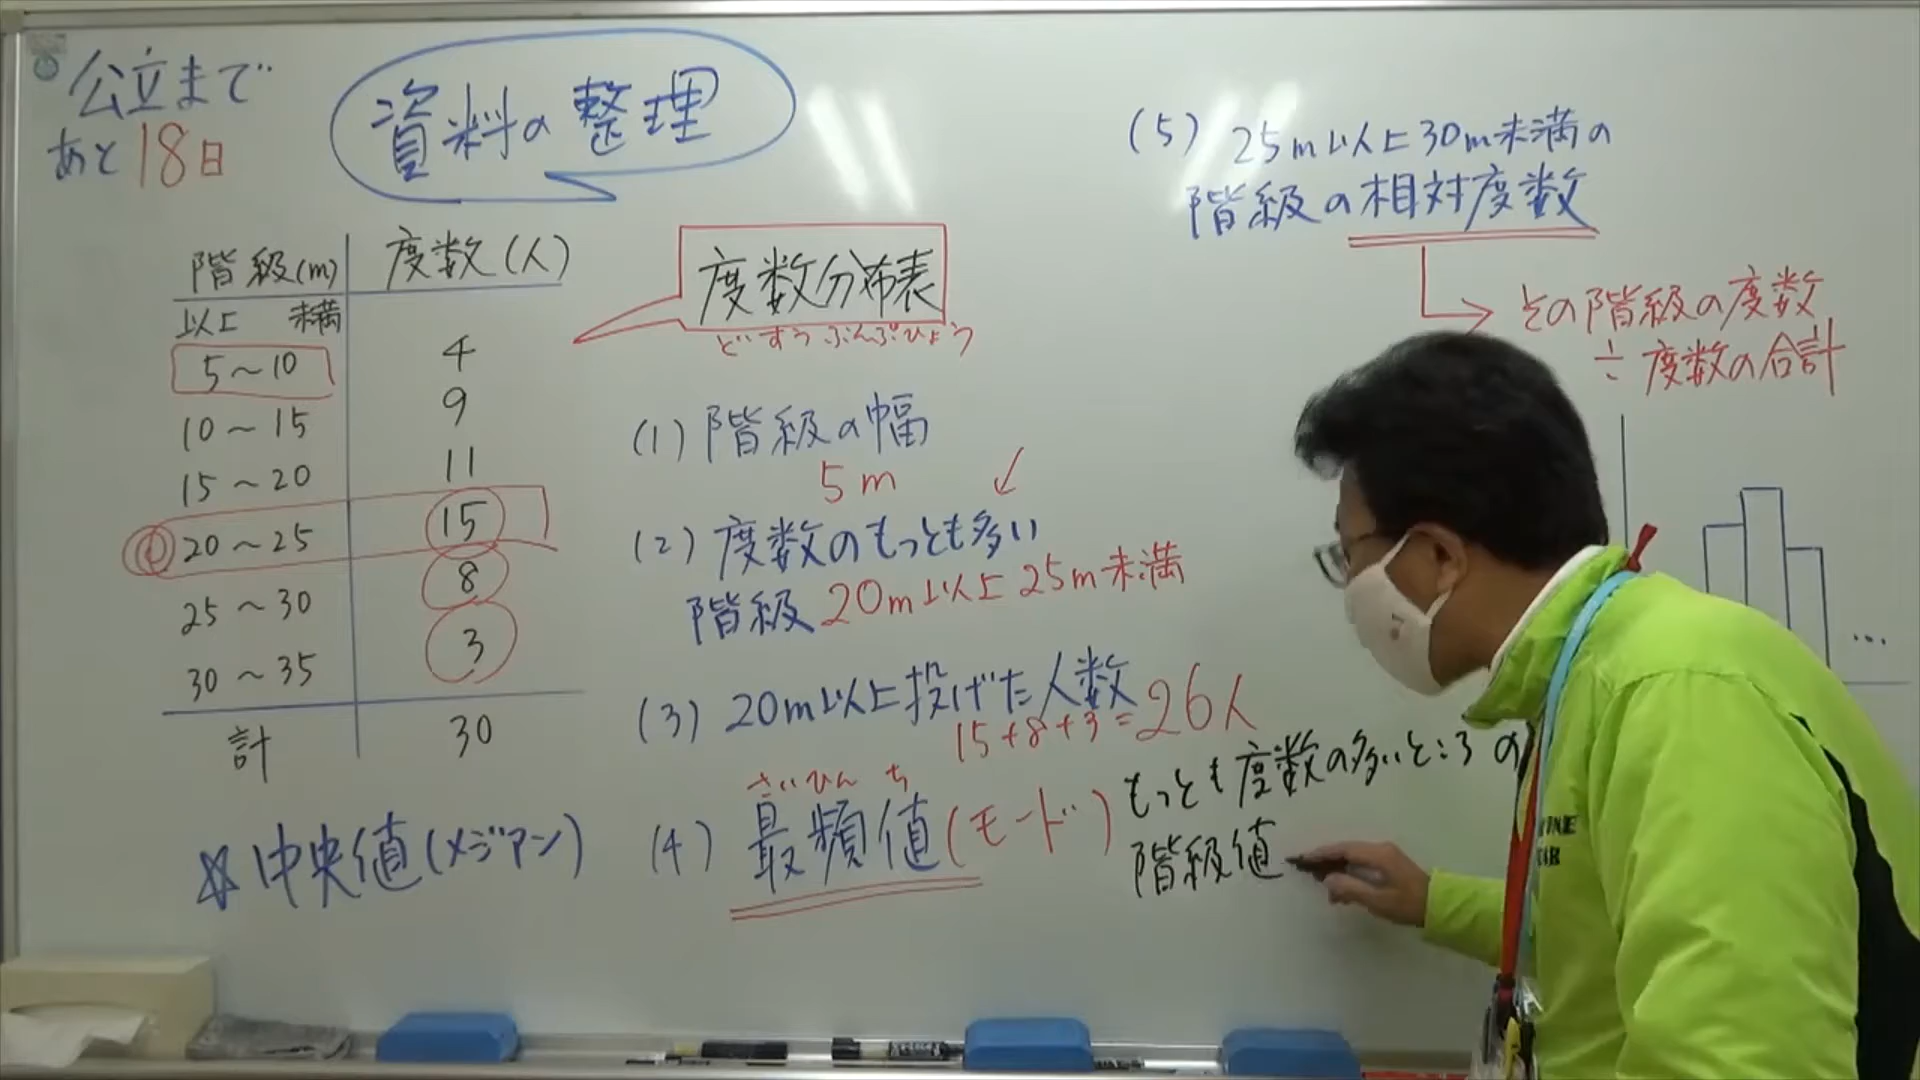 公立まで
あと18日
資料の整理
階級(m) 度数(人)
以上 未満
5～10 4
10～15 9
15～20 11
① 20～25 15
25～30 8
30～35 3
計 30
度数分布表
どすうぶんぷひょう
(1) 階級の幅
5m
(2) 度数のもっとも多い
階級 20m以上25m未満
(3) 20m以上投げた人数
15+8+3=26人
さいひんち
(4) 最頻値(モード)
もっとも度数の多いところの
階級値
☆中央値(メジアン)
(5) 25m以上30m未満の
階級の相対度数
その階級の度数
÷度数の合計
…